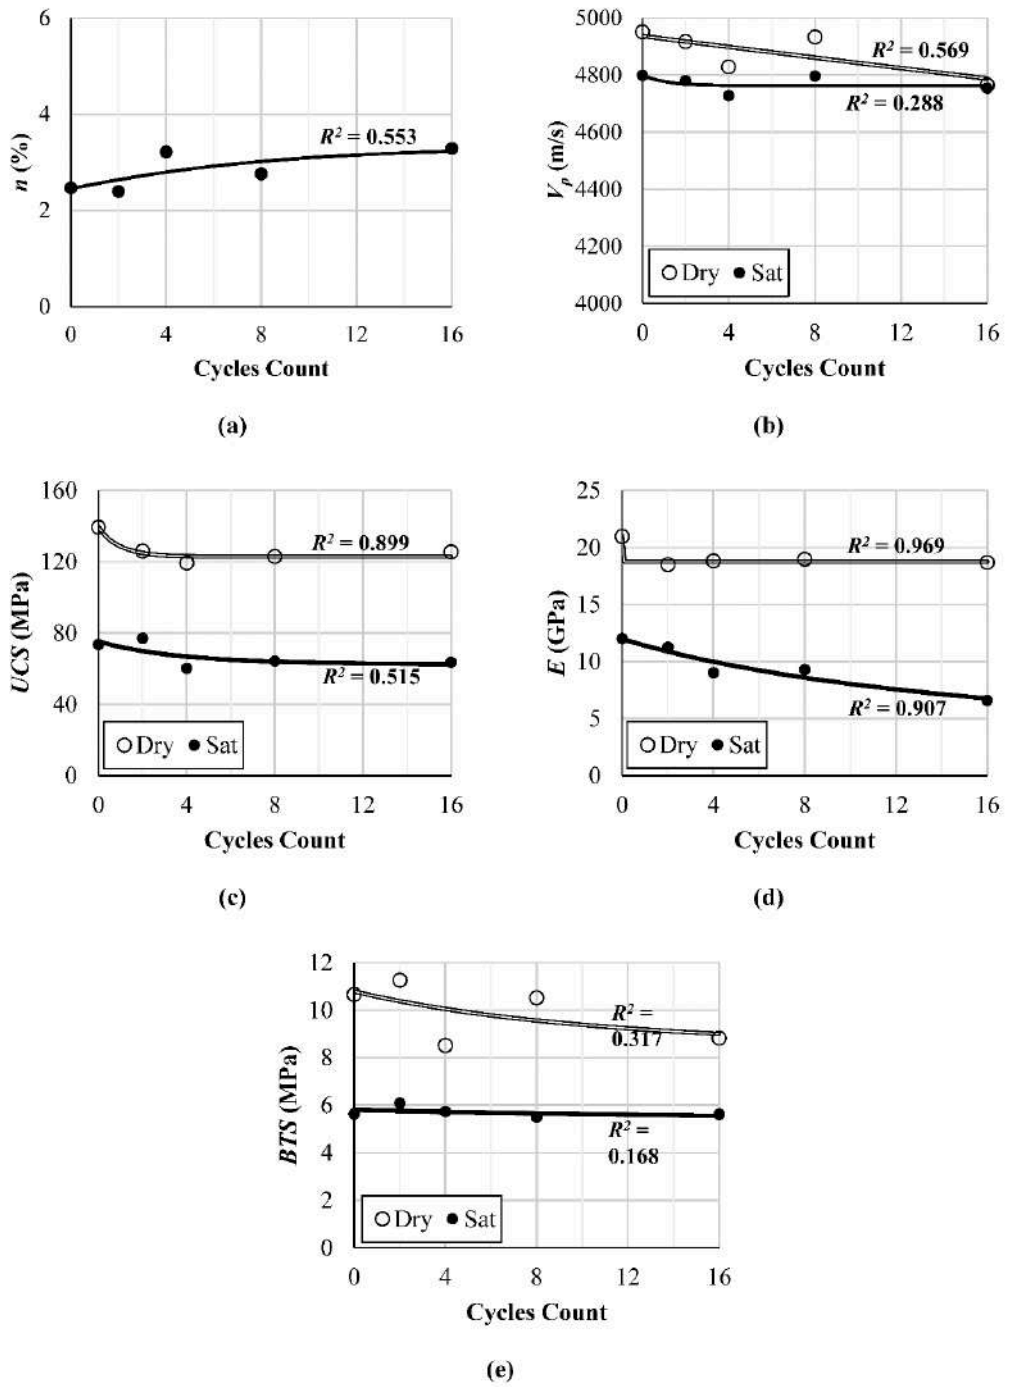 6
4
2
0
n (%)
R² = 0.553
0 4 8 12 16
Cycles Count
(a)
5000
4800
4600
4400
4200
4000
Vp (m/s)
R² = 0.569
R² = 0.288
Dry Sat
0 4 8 12 16
Cycles Count
(b)
160
120
80
40
0
UCS (MPa)
R² = 0.899
R² = 0.515
Dry Sat
0 4 8 12 16
Cycles Count
(c)
25
20
15
10
5
0
E (GPa)
R² = 0.969
R² = 0.907
Dry Sat
0 4 8 12 16
Cycles Count
(d)
12
10
8
6
4
2
0
BTS (MPa)
R² =
0.317
R² =
0.168
Dry Sat
0 4 8 12 16
Cycles Count
(e)